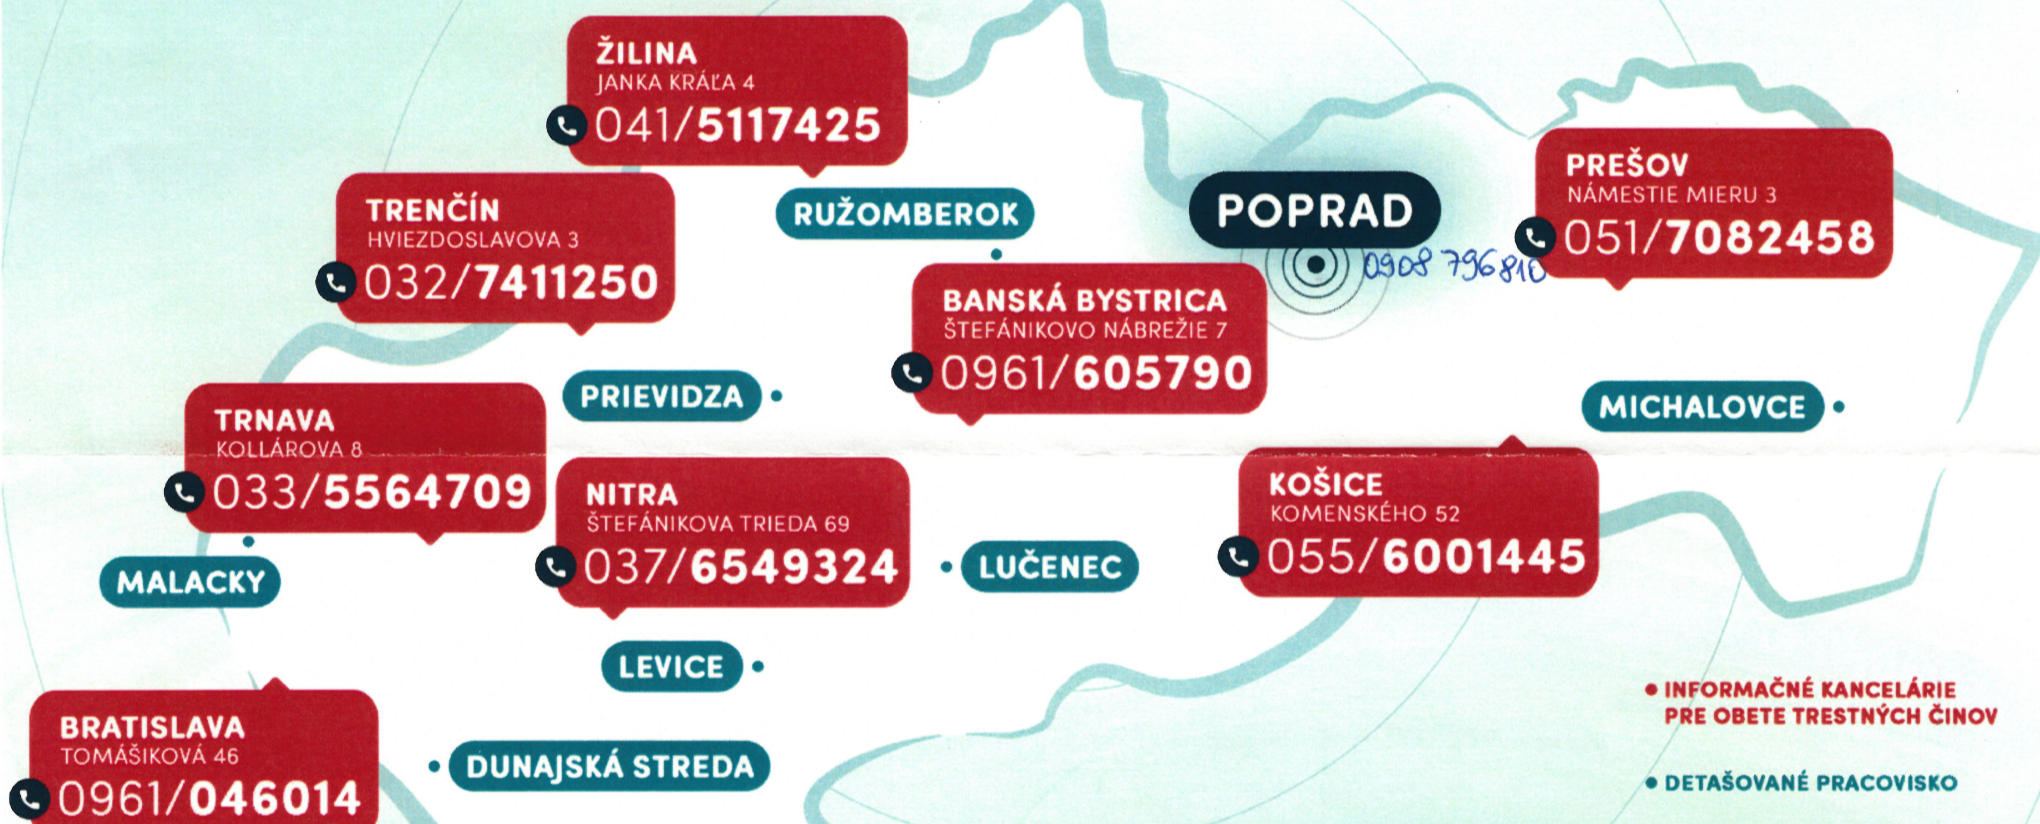 ŽILINA
JANKA KRÁĽA 4
041/5117425
TRENČÍN
HVIEZDOSLAVOVA 3
032/7411250
RUŽOMBEROK
POPRAD
0908 796810
PREŠOV
NÁMESTIE MIERU 3
051/7082458
BANSKÁ BYSTRICA
ŠTEFÁNIKOVO NÁBREŽIE 7
0961/605790
PRIEVIDZA
MICHALOVCE
TRNAVA
KOLLÁROVA 8
033/5564709
NITRA
ŠTEFÁNIKOVA TRIEDA 69
037/6549324
KOŠICE
KOMENSKÉHO 52
055/6001445
MALACKY
LUČENEC
LEVICE
BRATISLAVA
TOMÁŠIKOVÁ 46
0961/046014
DUNAJSKÁ STREDA
INFORMAČNÉ KANCELÁRIE
PRE OBETE TRESTNÝCH ČINOV
DETAŠOVANÉ PRACOVISKO